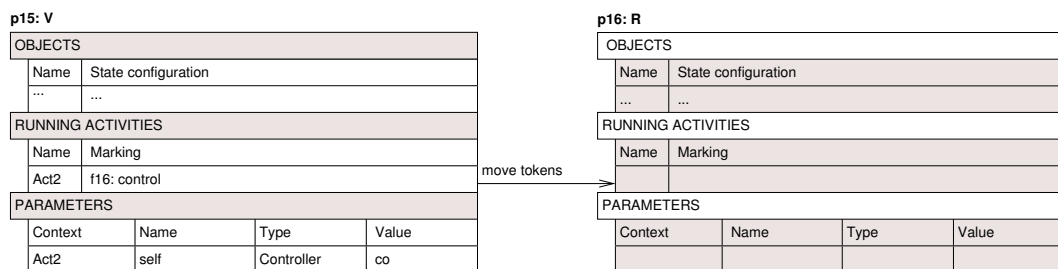 p15: V
OBJECTS
Name State configuration
... ...
RUNNING ACTIVITIES
Name Marking
Act2 f16: control
PARAMETERS
Context Name Type Value
Act2 self Controller co
move tokens
p16: R
OBJECTS
Name State configuration
... ...
RUNNING ACTIVITIES
Name Marking
PARAMETERS
Context Name Type Value